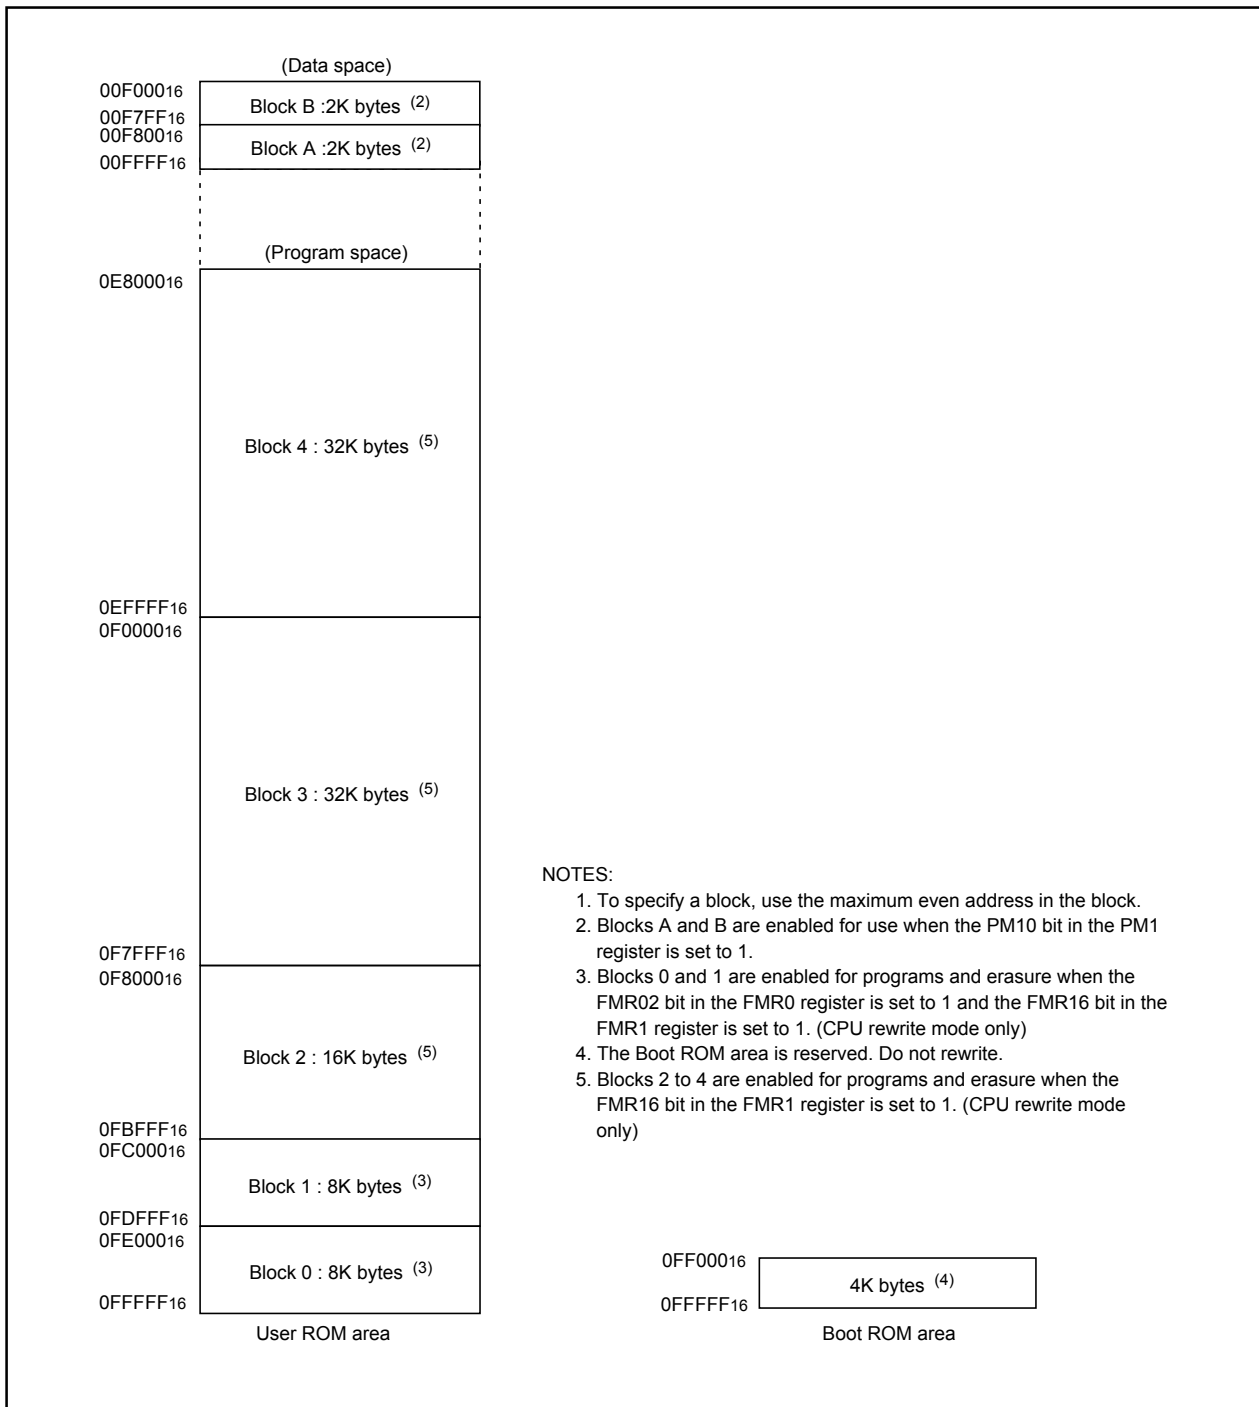 (Data space)
00F00016
Block B :2K bytes (2)
00F7FF16
00F80016
Block A :2K bytes (2)
00FFFF16
(Program space)
0E800016
Block 4 : 32K bytes (5)
0EFFFF16
0F000016
Block 3 : 32K bytes (5)
0F7FFF16
0F800016
Block 2 : 16K bytes (5)
0FBFFF16
0FC00016
Block 1 : 8K bytes (3)
0FDFFF16
0FE00016
Block 0 : 8K bytes (3)
0FFFFF16
User ROM area
NOTES:
1. To specify a block, use the maximum even address in the block.
2. Blocks A and B are enabled for use when the PM10 bit in the PM1
register is set to 1.
3. Blocks 0 and 1 are enabled for programs and erasure when the
FMR02 bit in the FMR0 register is set to 1 and the FMR16 bit in the
FMR1 register is set to 1. (CPU rewrite mode only)
4. The Boot ROM area is reserved. Do not rewrite.
5. Blocks 2 to 4 are enabled for programs and erasure when the
FMR16 bit in the FMR1 register is set to 1. (CPU rewrite mode
only)
0FF00016
4K bytes (4)
0FFFFF16
Boot ROM area